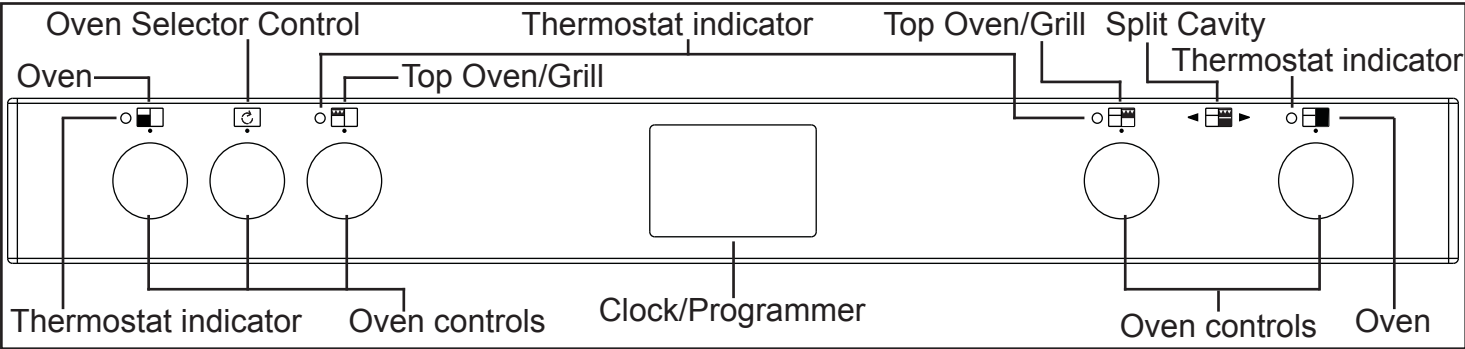 Oven Selector Control
Thermostat indicator
Top Oven/Grill
Split Cavity
Oven
Top Oven/Grill
Thermostat indicator
Thermostat indicator
Oven controls
Clock/Programmer
Oven controls
Oven